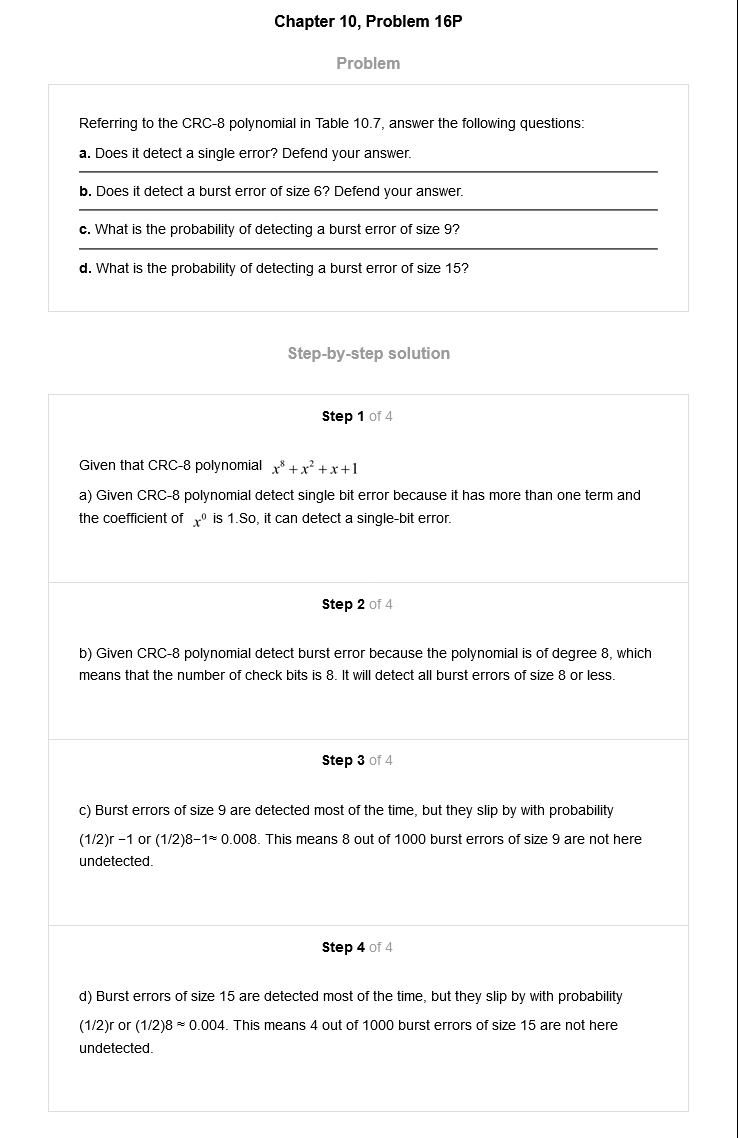 Chapter 10, Problem 16P
Problem
Referring to the CRC-8 polynomial in Table 10.7, answer the following questions:
a. Does it detect a single error? Defend your answer.
b. Does it detect a burst error of size 6? Defend your answer.
c. What is the probability of detecting a burst error of size 9?
d. What is the probability of detecting a burst error of size 15?
Step-by-step solution
Step 1 of 4
Given that CRC-8 polynomial x⁸ + x² + x + 1
a) Given CRC-8 polynomial detect single bit error because it has more than one term and
the coefficient of x⁰ is 1.So, it can detect a single-bit error.
Step 2 of 4
b) Given CRC-8 polynomial detect burst error because the polynomial is of degree 8, which
means that the number of check bits is 8. It will detect all burst errors of size 8 or less.
Step 3 of 4
c) Burst errors of size 9 are detected most of the time, but they slip by with probability
(1/2)r −1 or (1/2)8−1≈ 0.008. This means 8 out of 1000 burst errors of size 9 are not here
undetected.
Step 4 of 4
d) Burst errors of size 15 are detected most of the time, but they slip by with probability
(1/2)r or (1/2)8 ≈ 0.004. This means 4 out of 1000 burst errors of size 15 are not here
undetected.